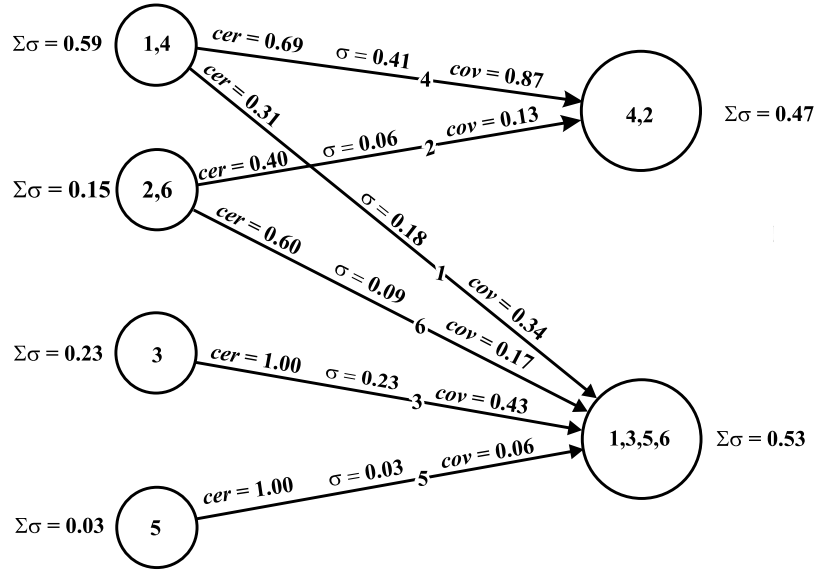 Σσ = 0.59
1,4
cer = 0.69
σ = 0.41
4
cov = 0.87
4,2
Σσ = 0.47
cer = 0.31
σ = 0.18
1
cov = 0.34
Σσ = 0.15
2,6
cer = 0.40
σ = 0.06
2
cov = 0.13
cer = 0.60
σ = 0.09
6
cov = 0.17
Σσ = 0.23
3
cer = 1.00
σ = 0.23
3
cov = 0.43
1,3,5,6
Σσ = 0.53
Σσ = 0.03
5
cer = 1.00
σ = 0.03
5
cov = 0.06